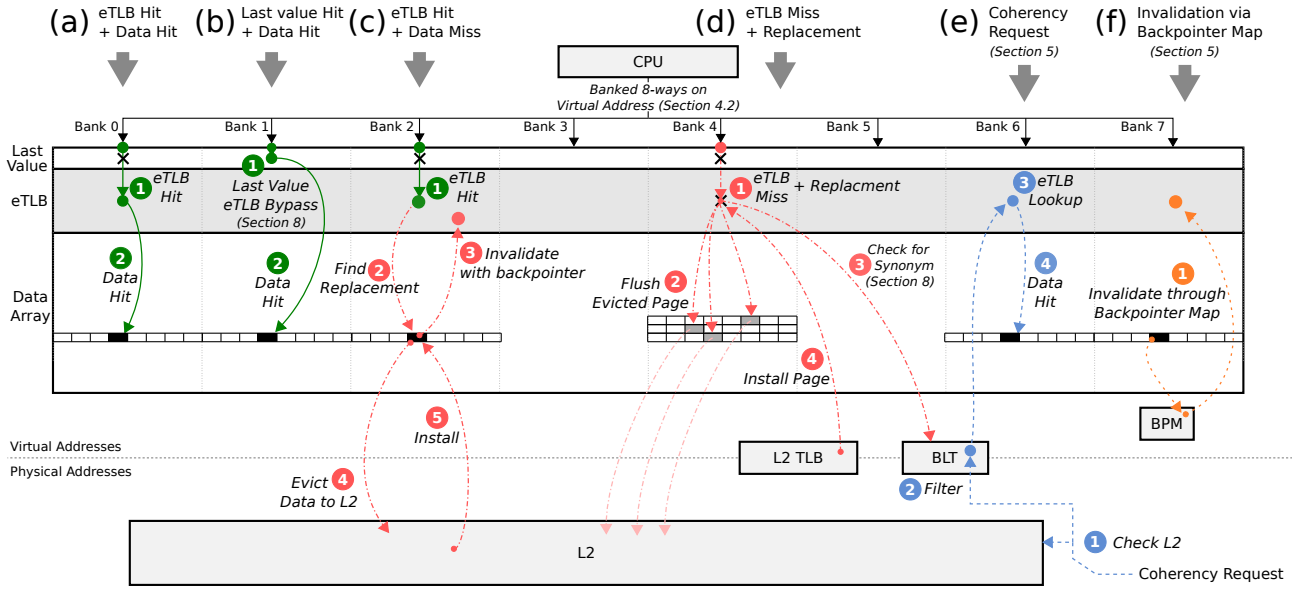 (a) eTLB Hit
+ Data Hit
(b) Last value Hit
+ Data Hit
(c) eTLB Hit
+ Data Miss
(d) eTLB Miss
+ Replacement
(e) Coherency
Request
(Section 5)
(f) Invalidation via
Backpointer Map
(Section 5)
CPU
Banked 8-ways on
Virtual Address (Section 4.2)
Bank 0
Bank 1
Bank 2
Bank 3
Bank 4
Bank 5
Bank 6
Bank 7
Last
Value
eTLB
Data
Array
1 eTLB
Hit
2
Data
Hit
1
Last Value
eTLB Bypass
(Section 8)
2
Data
Hit
1 eTLB
Hit
Find 2
Replacement
3 Invalidate
with backpointer
Evict 4
Data to L2
5
Install
1 eTLB + Replacment
Miss
Flush 2
Evicted Page
3 Check for
Synonym
(Section 8)
4
Install Page
3 eTLB
Lookup
4
Data
Hit
1
Invalidate through
Backpointer Map
BPM
Virtual Addresses
Physical Addresses
L2 TLB
BLT
2 Filter
L2
1 Check L2
Coherency Request